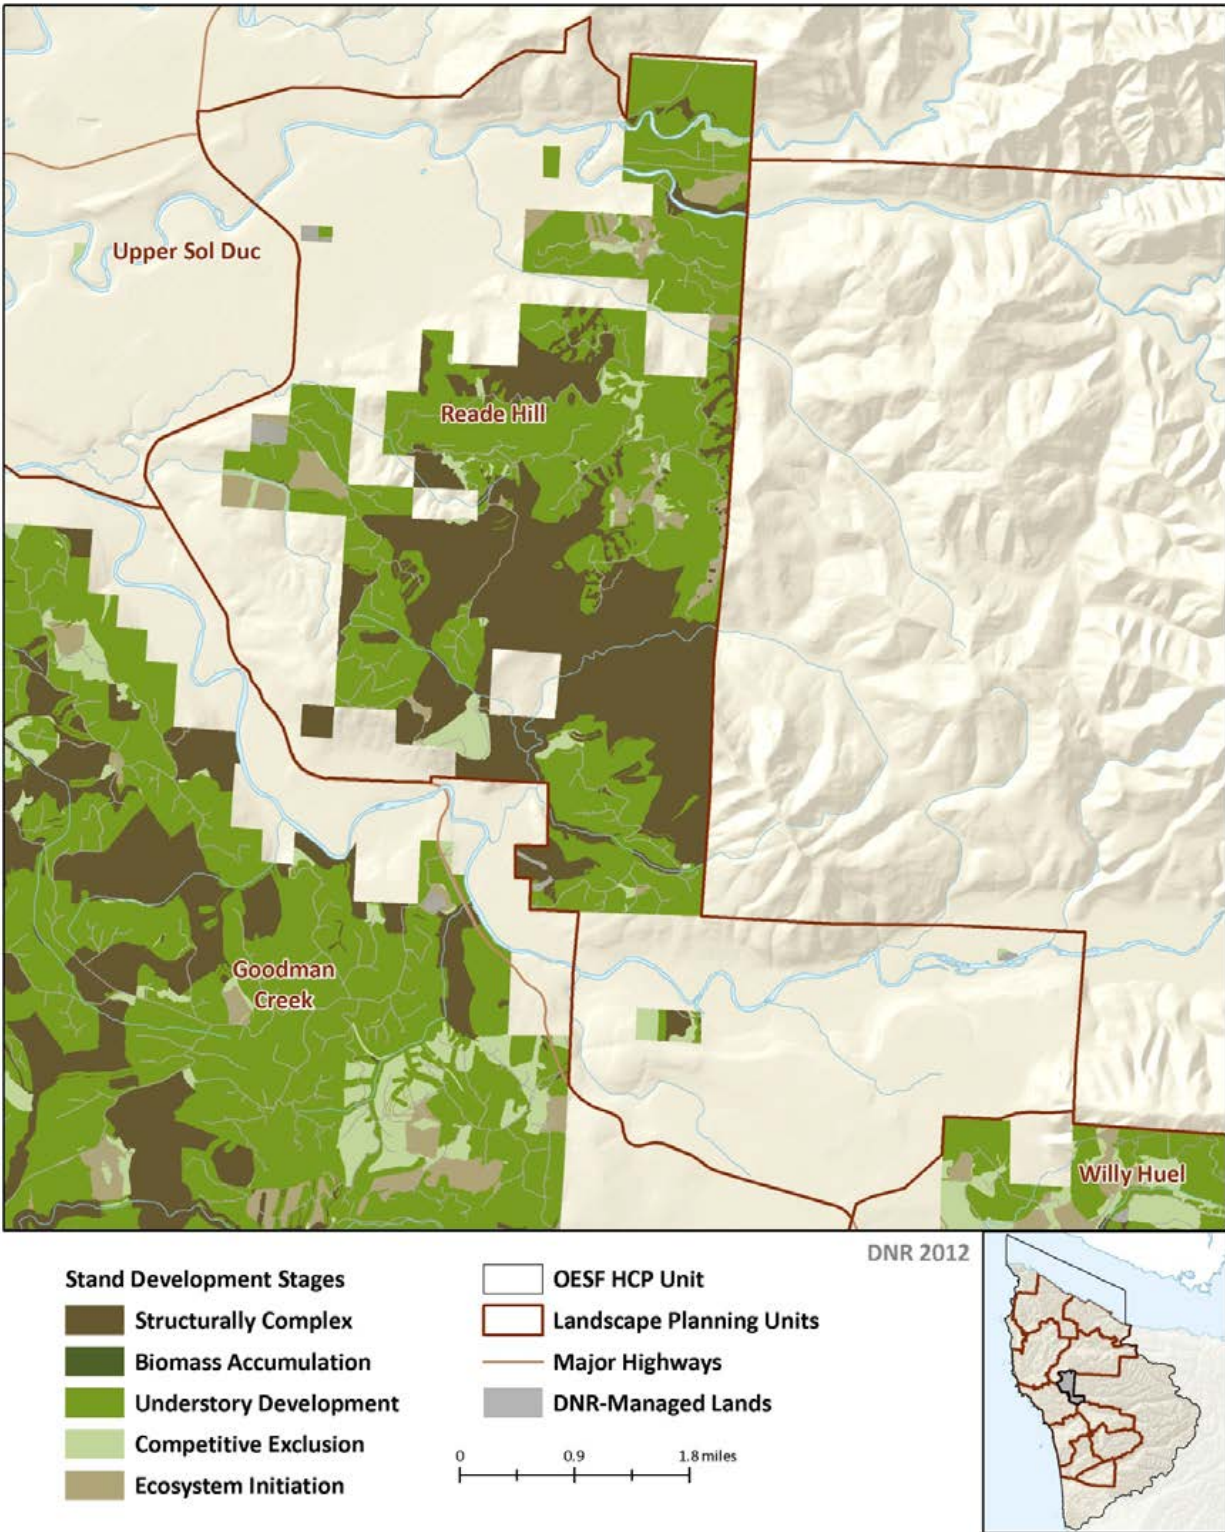 Upper Sol Duc
Reade Hill
Goodman
Creek
Willy Huel
DNR 2012
Stand Development Stages
Structurally Complex
Biomass Accumulation
Understory Development
Competitive Exclusion
Ecosystem Initiation
OESF HCP Unit
Landscape Planning Units
Major Highways
DNR-Managed Lands
0 0.9 1.8 miles